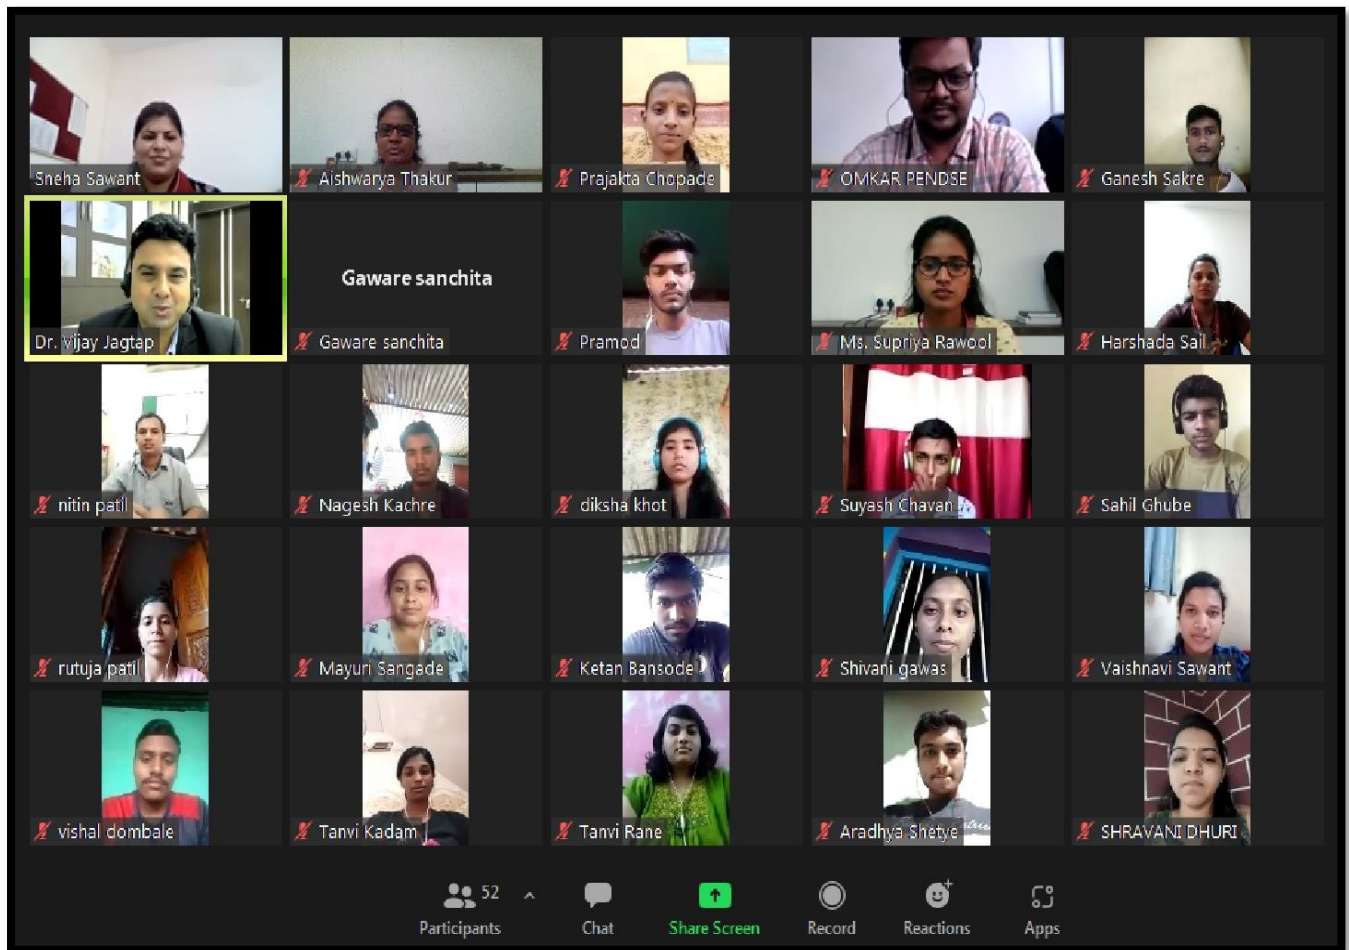 Sneha Sawant
Aishwarya Thakur
Prajakta Chopade
OMKAR PENDSE
Ganesh Sakre
Dr. Vijay Jagtap
Gaware sanchita
Gaware sanchita
Pramod
Ms. Supriya Rawool
Harshada Sail
nitin patil
Nagesh Kachre
diksha khot
Suyash Chavan
Sahil Ghube
rutuja patil
Mayuri Sangade
Ketan Bansode
Shivani gawas
Vaishnavi Sawant
vishal dombale
Tanvi Kadam
Tanvi Rane
Aradhya Shetye
SHRAVANI DHURI
52
Participants
Chat
Share Screen
Record
Reactions
Apps